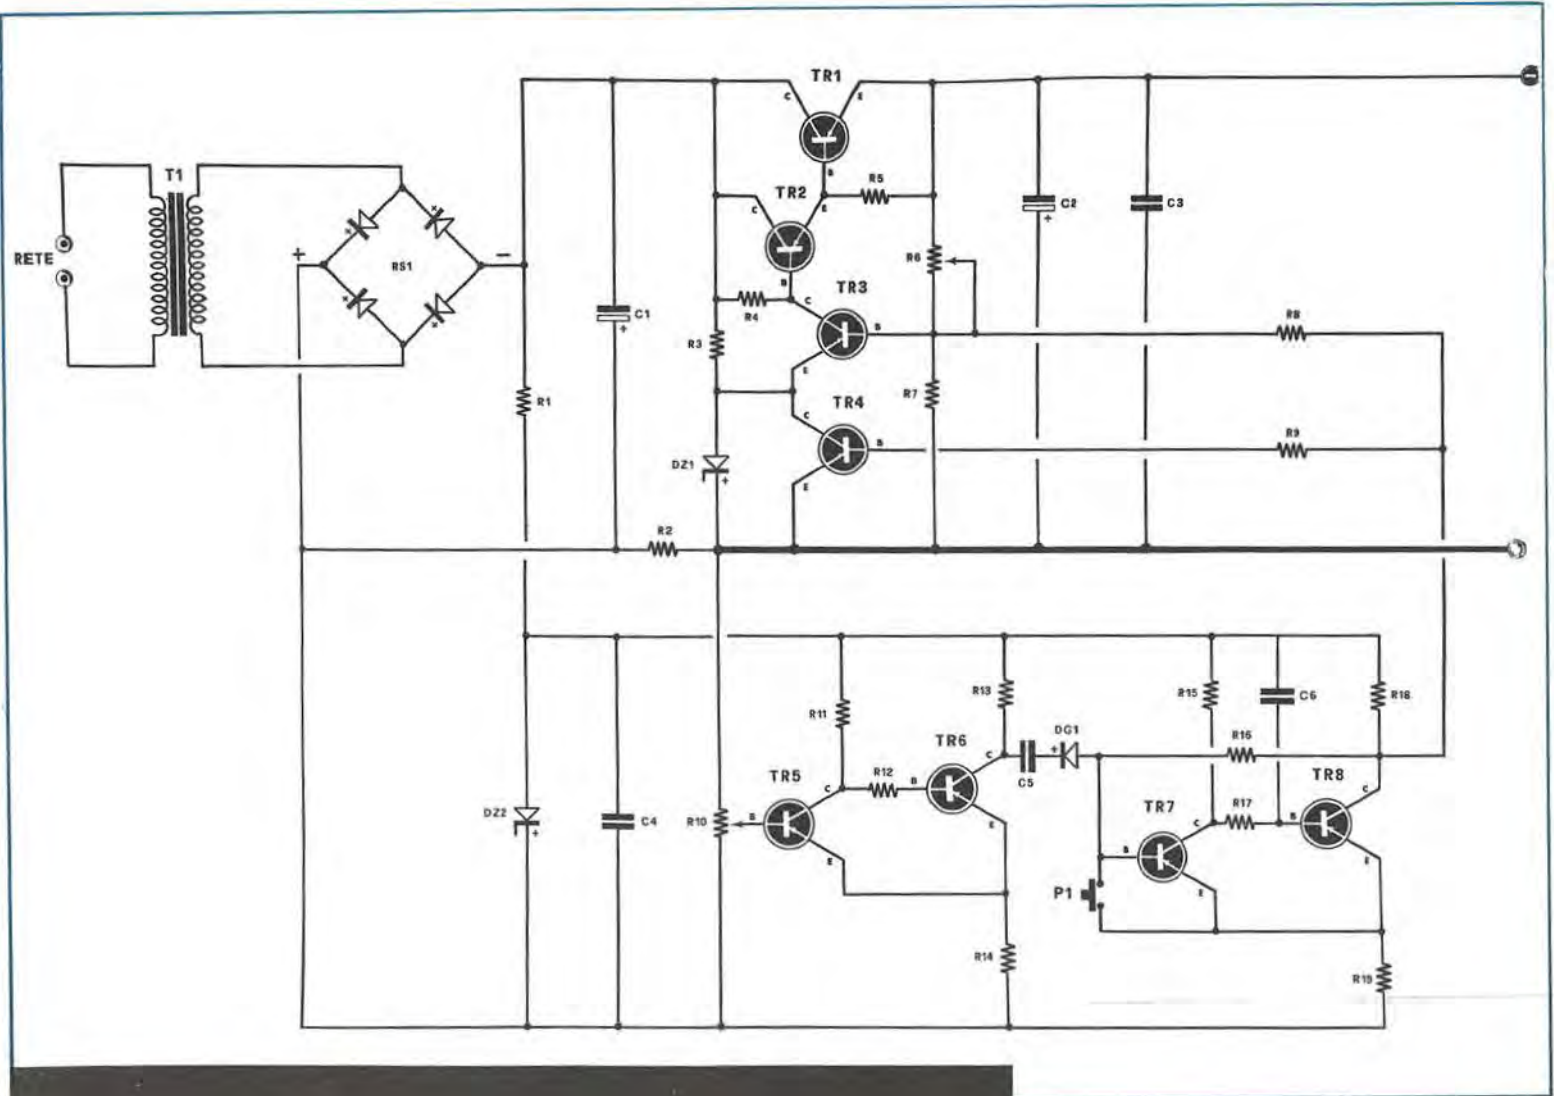 TR1
C
E
B
T1
TR2
R5
C
E
C2
+
C3
RETE
+
RS1
−
R6
B
TR3
C
R4
C1
+
R3
B
E
R8
R1
TR4
C
R7
R9
B
DZ1
+
E
R2
R13
R15
C6
R18
R11
TR6
DG1
R16
C
+
TR5
R12
C5
TR8
C
B
C
TR7
R17
DZ2
+
C4
R10
B
E
C
B
E
B
E
P1
E
R14
R19